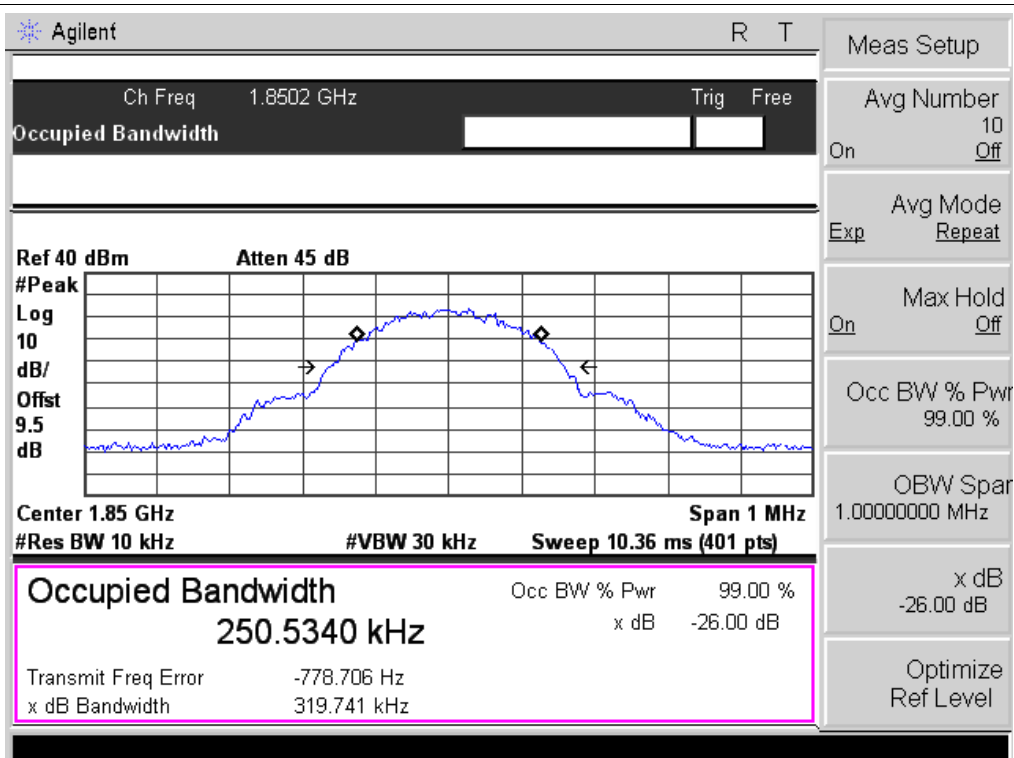 Agilent R T
Ch Freq 1.8502 GHz Trig Free
Occupied Bandwidth
Ref 40 dBm Atten 45 dB
#Peak
Log
10
dB/
Offst
9.5
dB
Center 1.85 GHz Span 1 MHz
#Res BW 10 kHz #VBW 30 kHz Sweep 10.36 ms (401 pts)
Occupied Bandwidth Occ BW % Pwr 99.00 %
250.5340 kHz x dB -26.00 dB
Transmit Freq Error -778.706 Hz
x dB Bandwidth 319.741 kHz
Meas Setup
Avg Number
10
On Off
Avg Mode
Exp Repeat
Max Hold
On Off
Occ BW % Pwr
99.00 %
OBW Span
1.00000000 MHz
x dB
-26.00 dB
Optimize
Ref Level